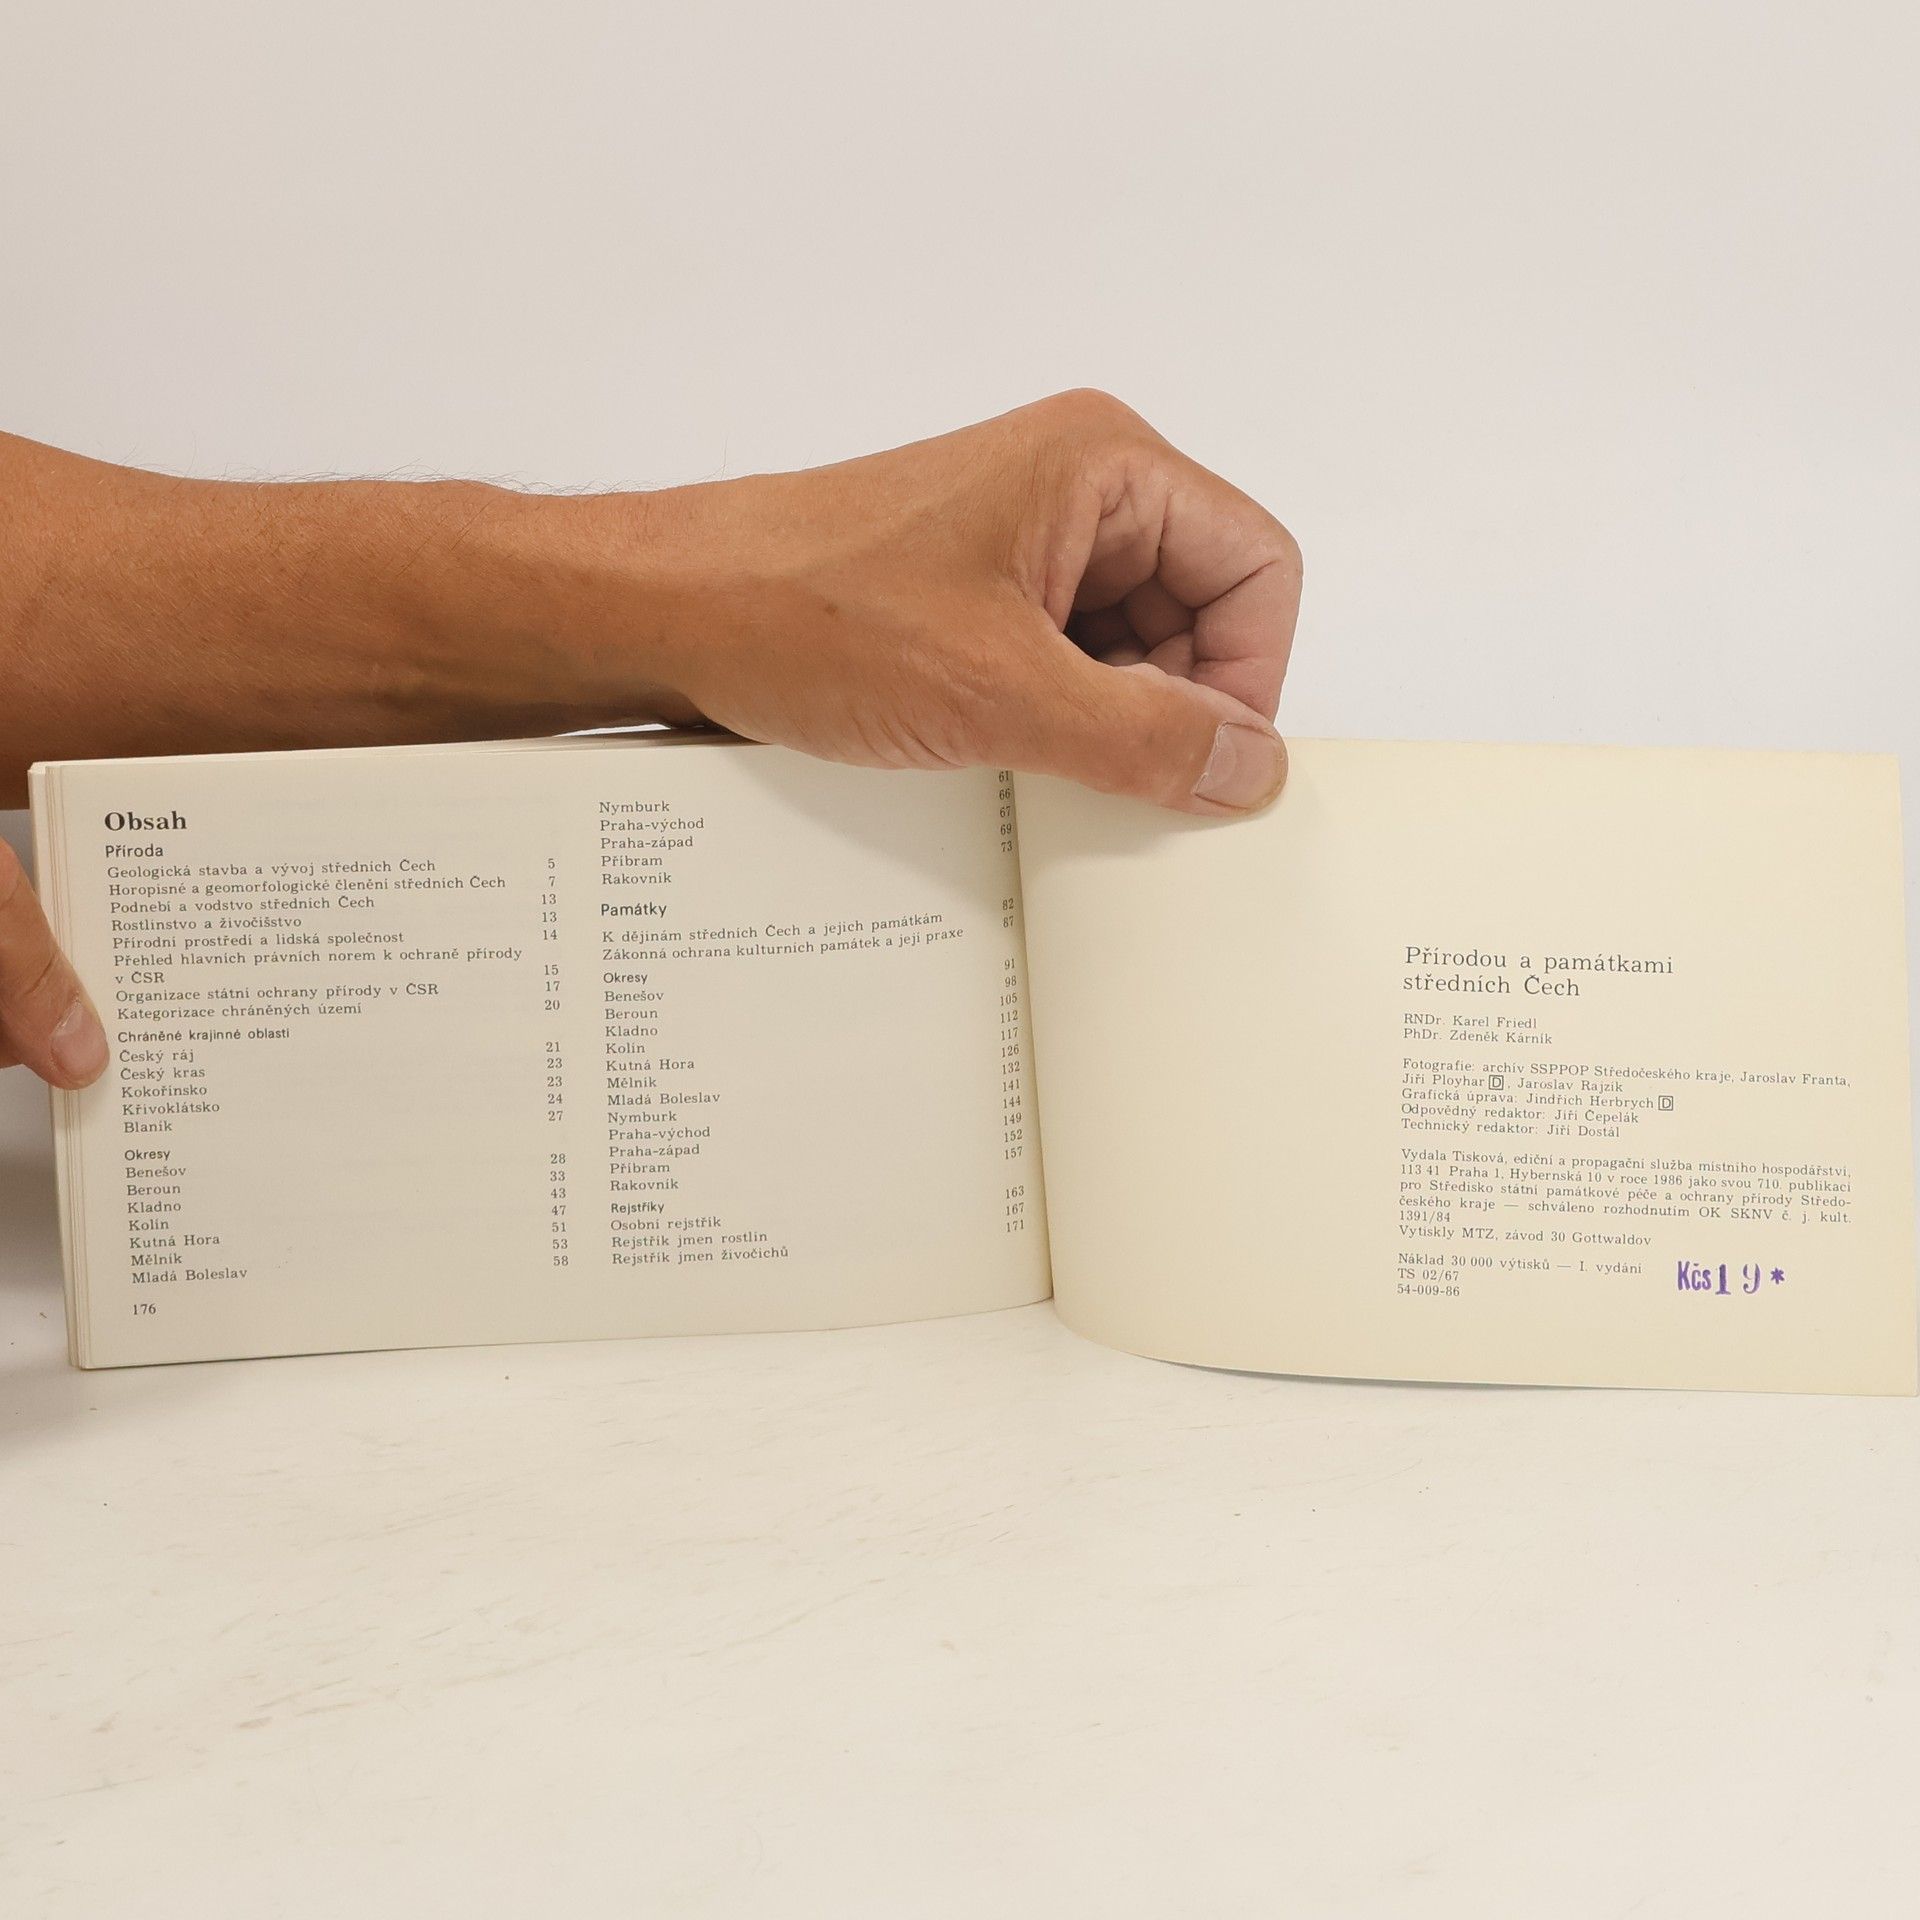 Obsah
Příroda
Geologická stavba a vývoj středních Čech 5
Horopisné a geomorfologické členění středních Čech 7
Podnebí a vodstvo středních Čech 13
Rostlinstvo a živočišstvo 13
Přírodní prostředí a lidská společnost 14
Přehled hlavních právních norem k ochraně přírody
v ČSR 15
Organizace státní ochrany přírody v ČSR 17
Kategorizace chráněných území 20
Chráněné krajinné oblasti
Český ráj 21
Český kras 23
Kokořínsko 23
Křivoklátsko 24
Blaník 27
Okresy
Benešov 28
Beroun 33
Kladno 43
Kolín 47
Kutná Hora 51
Mělník 53
Mladá Boleslav 58
176
Nymburk 61
Praha-východ 66
Praha-západ 67
Příbram 69
Rakovník 73
Památky
K dějinám středních Čech a jejich památkám 82
Zákonná ochrana kulturních památek a její praxe 87
Okresy
Benešov 91
Beroun 98
Kladno 105
Kolín 112
Kutná Hora 117
Mělník 126
Mladá Boleslav 132
Nymburk 141
Praha-východ 144
Praha-západ 149
Příbram 152
Rakovník 157
Rejstříky
Osobní rejstřík 163
Rejstřík jmen rostlin 167
Rejstřík jmen živočichů 171
Přírodou a památkami
středních Čech
RNDr. Karel Friedl
PhDr. Zdeněk Kárník
Fotografie: archív SSPPOP Středočeského kraje, Jaroslav Franta,
Jiří Ployhar D, Jaroslav Rajzík
Grafická úprava: Jindřich Herbrych D
Odpovědný redaktor: Jiří Čepelák
Technický redaktor: Jiří Dostál
Vydala Tisková, ediční a propagační služba místního hospodářství,
113 41 Praha 1, Hybernská 10 v roce 1986 jako svou 710. publikaci
pro Středisko státní památkové péče a ochrany přírody Středo-
českého kraje — schváleno rozhodnutím OK SKNV č. j. kult.
1391/84
Vytiskly MTZ, závod 30 Gottwaldov
Náklad 30 000 výtisků — I. vydání
TS 02/67
54-009-86
Kčs 19*